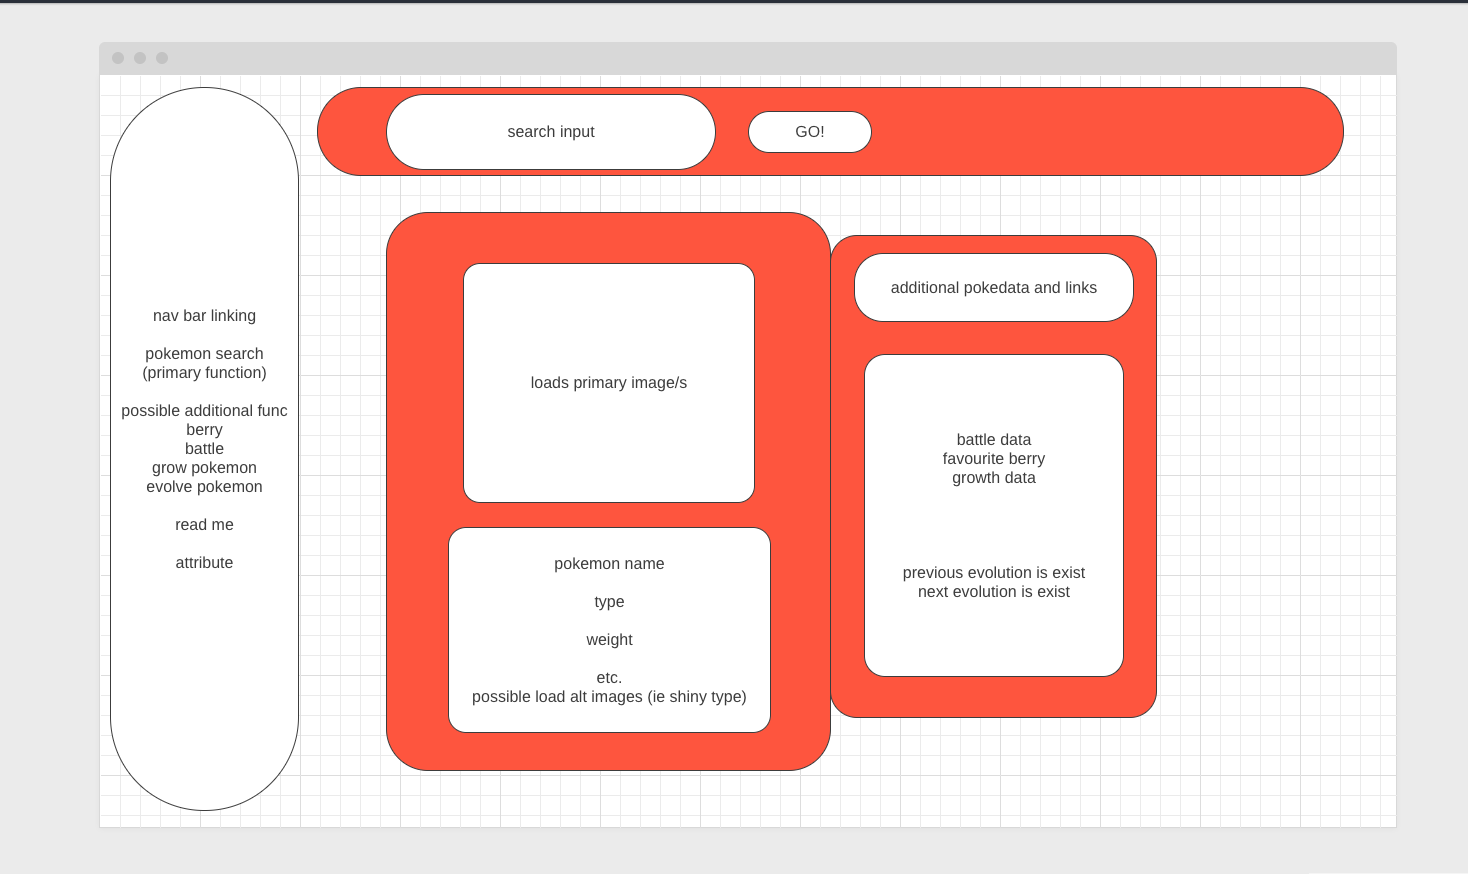 search input
GO!
nav bar linking
pokemon search
(primary function)
possible additional func
berry
battle
grow pokemon
evolve pokemon
read me
attribute
loads primary image/s
pokemon name
type
weight
etc.
possible load alt images (ie shiny type)
additional pokedata and links
battle data
favourite berry
growth data
previous evolution is exist
next evolution is exist